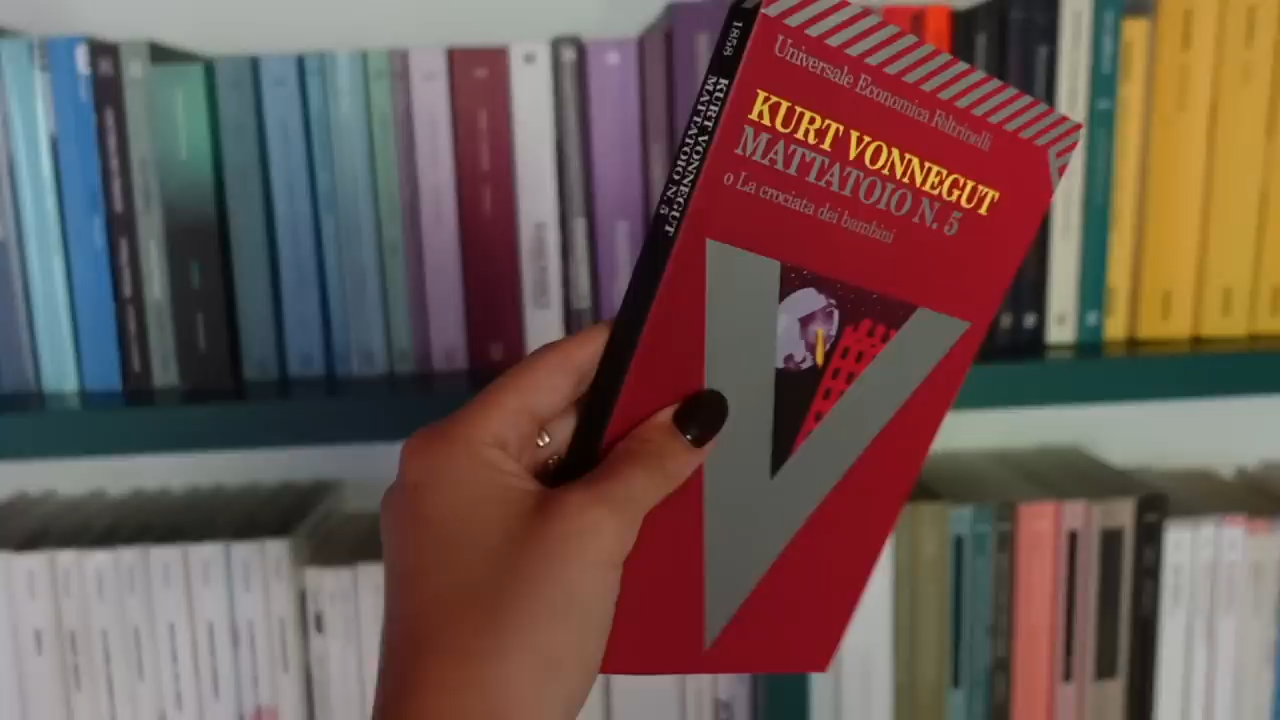 1858 KURT VONNEGUT
MATTATOIO N. 5
Universale Economica Feltrinelli
KURT VONNEGUT
MATTATOIO N. 5
o La crociata dei bambini